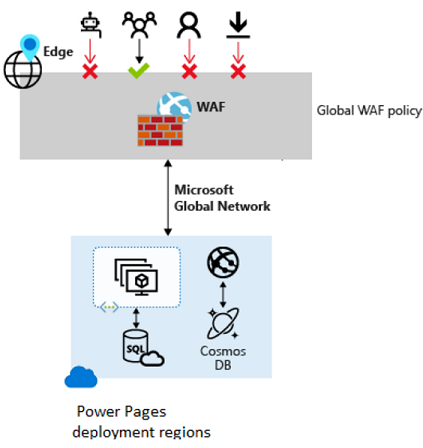 Edge
WAF
Global WAF policy
Microsoft
Global Network
SQL
Cosmos
DB
Power Pages
deployment regions